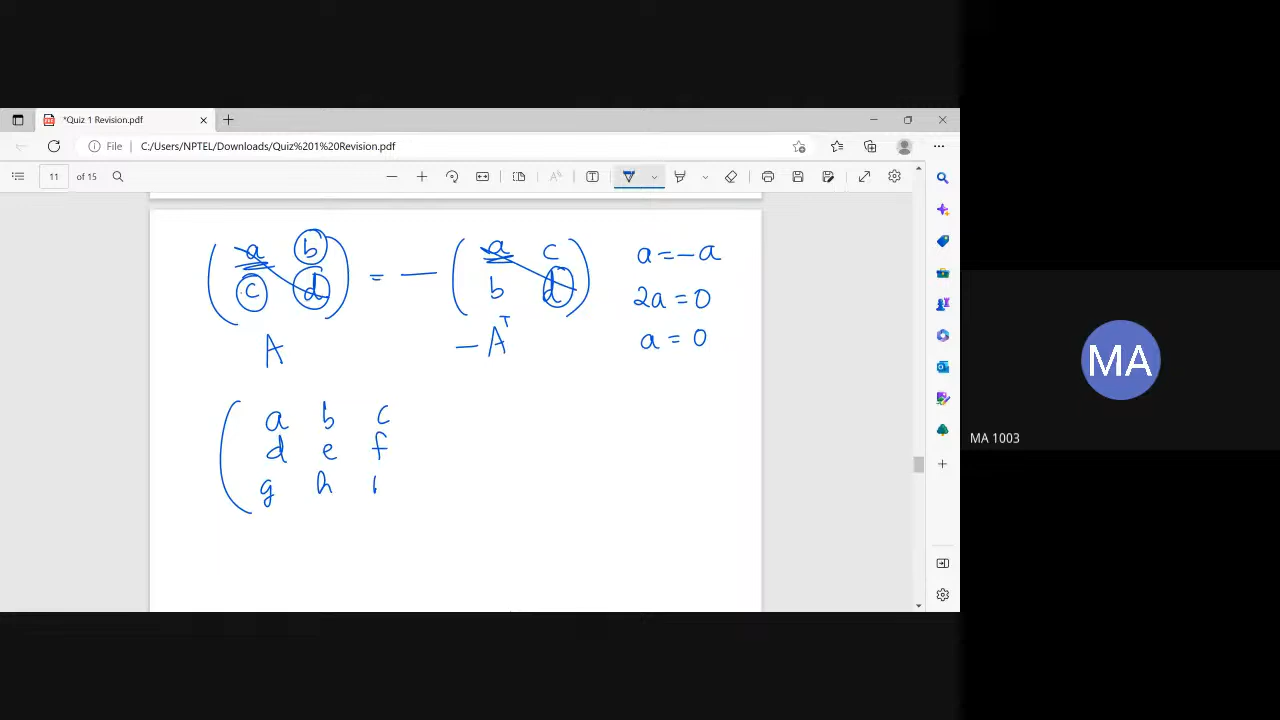 *Quiz 1 Revision.pdf
File C:/Users/NPTEL/Downloads/Quiz%201%20Revision.pdf
11 of 15
a b = - a c a = -a
c d b d 2a = 0
A -Aᵀ a = 0
a b c
d e f
g h
MA
MA 1003